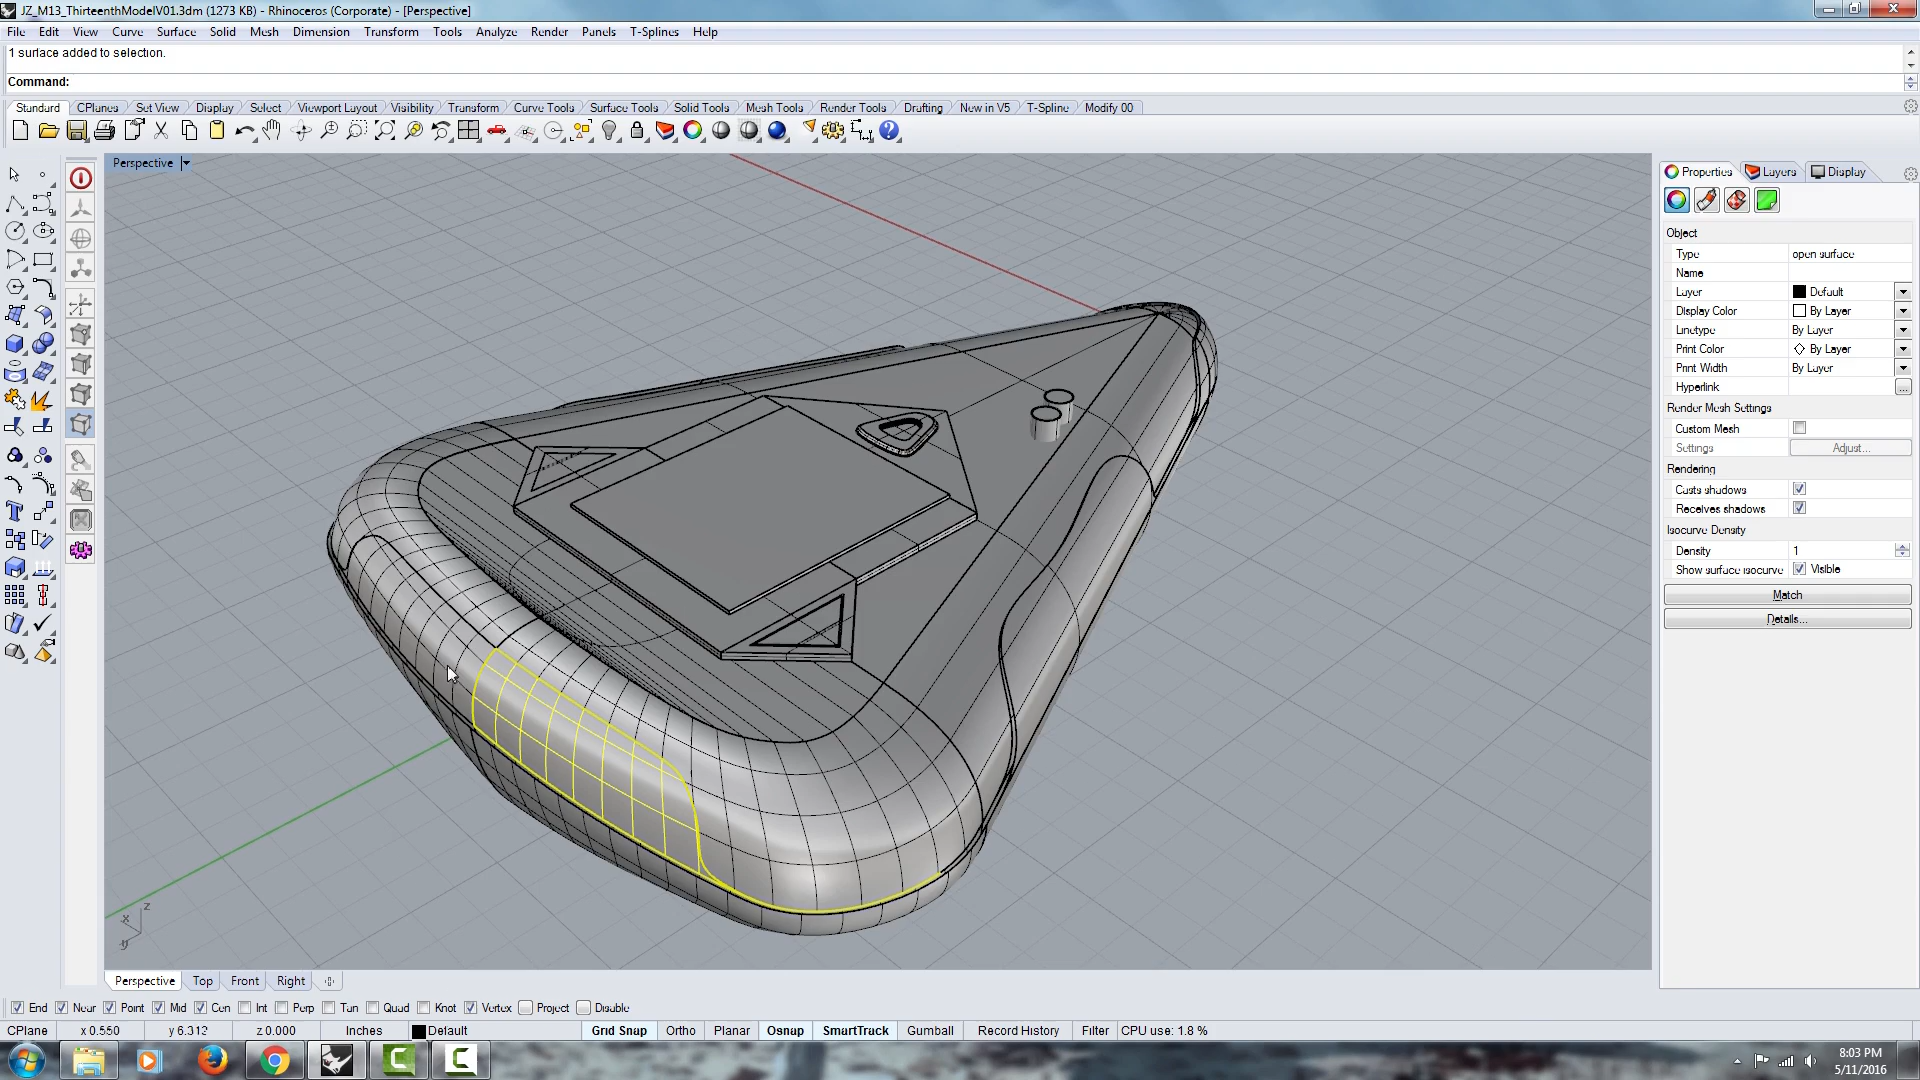 JZ_M13_ThirteenthModelV01.3dm (1273 KB) - Rhinoceros (Corporate) - [Perspective]
File Edit View Curve Surface Solid Mesh Dimension Transform Tools Analyze Render Panels T-Splines Help
1 surface added to selection.
Command:
Standard CPlanes Set View Display Select Viewport Layout Visibility Transform Curve Tools Surface Tools Solid Tools Mesh Tools Render Tools Drafting New in V5 T-Spline Modify 00
Perspective
Properties Layers Display
Object
Type open surface
Name
Layer Default
Display Color By Layer
Linetype By Layer
Print Color By Layer
Print Width By Layer
Hyperlink ...
Render Mesh Settings
Custom Mesh
Settings Adjust...
Rendering
Casts shadows
Receives shadows
Isocurve Density
Density 1
Show surface isocurve Visible
Match
Details...
z
x
y
Perspective Top Front Right
End Near Point Mid Cen Int Perp Tan Quad Knot Vertex Project Disable
CPlane x 0.550 y 6.312 z 0.000 Inches Default Grid Snap Ortho Planar Osnap SmartTrack Gumball Record History Filter CPU use: 1.8 %
8:03 PM
5/11/2016